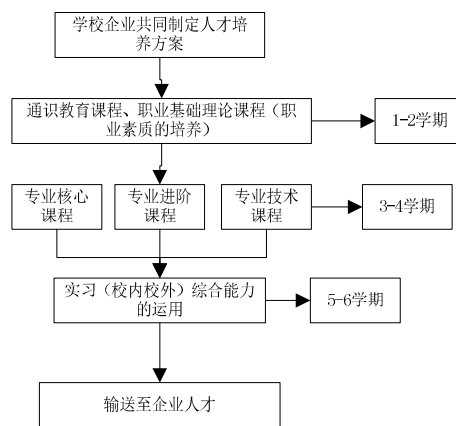 学校企业共同制定人才培
养方案
通识教育课程、职业基础理论课程（职
业素质的培养）
1-2学期
专业核心
课程
专业进阶
课程
专业技术
课程
3-4学期
实习（校内校外）综合能力
的运用
5-6学期
输送至企业人才